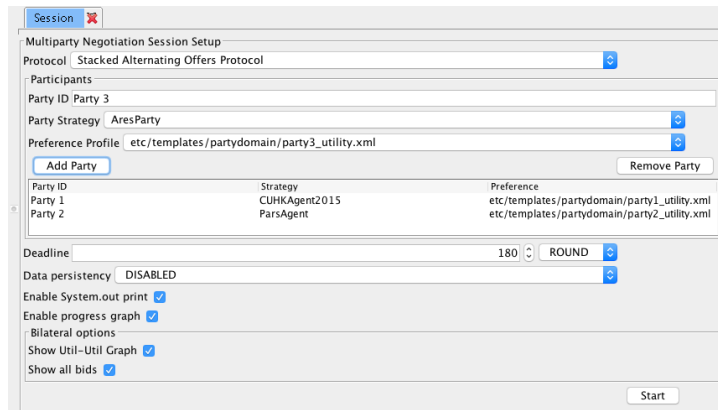 Session
Multiparty Negotiation Session Setup
Protocol Stacked Alternating Offers Protocol
Participants
Party ID Party 3
Party Strategy AresParty
Preference Profile etc/templates/partydomain/party3_utility.xml
Add Party Remove Party
Party ID Strategy Preference
Party 1 CUHKAgent2015 etc/templates/partydomain/party1_utility.xml
Party 2 ParsAgent etc/templates/partydomain/party2_utility.xml
Deadline 180 ROUND
Data persistency DISABLED
Enable System.out print
Enable progress graph
Bilateral options
Show Util-Util Graph
Show all bids
Start